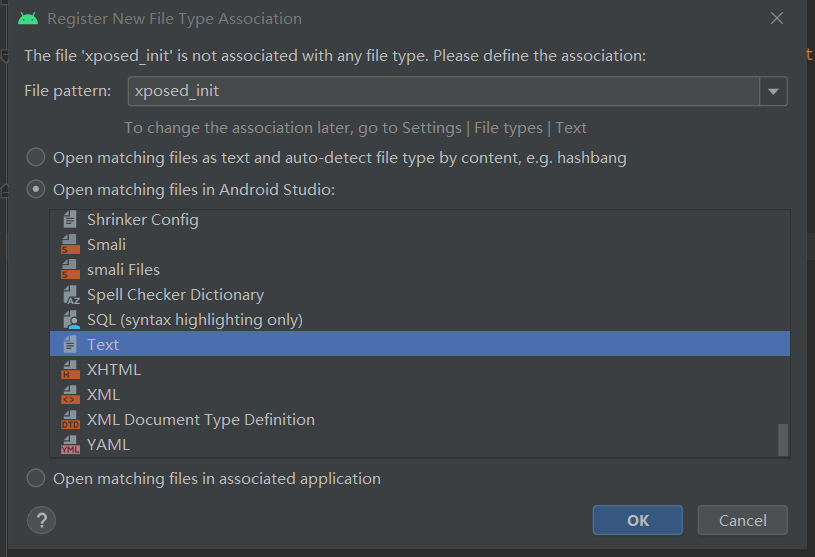 Register New File Type Association
The file 'xposed_init' is not associated with any file type. Please define the association:
File pattern: xposed_init
To change the association later, go to Settings | File types | Text
Open matching files as text and auto-detect file type by content, e.g. hashbang
Open matching files in Android Studio:
Shrinker Config
S Smali
S smali Files
AZ Spell Checker Dictionary
SQL (syntax highlighting only)
Text
H XHTML
<> XML
DTD XML Document Type Definition
YML YAML
Open matching files in associated application
? OK Cancel
t